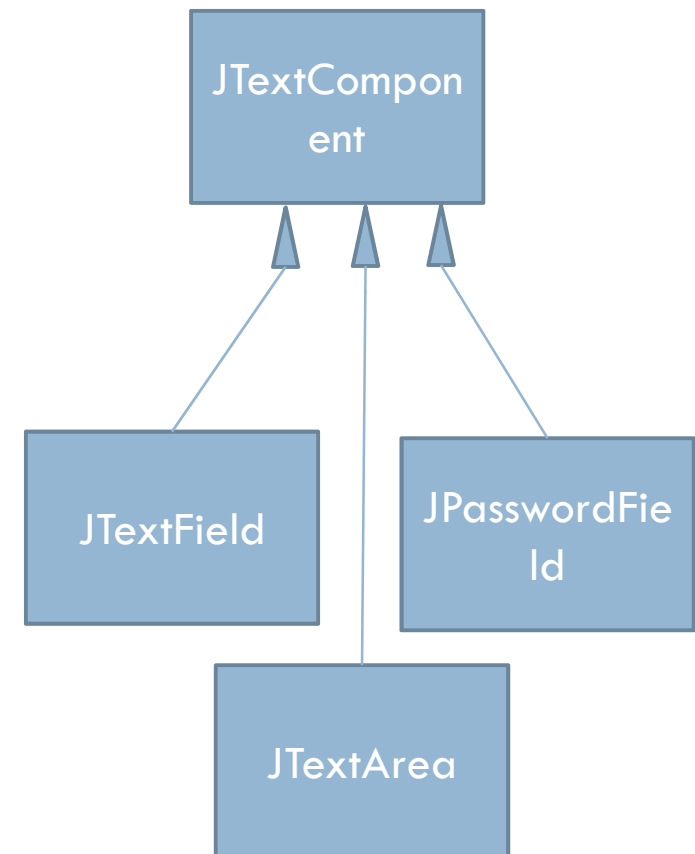 JTextCompon
ent
JTextField
JPasswordFie
ld
JTextArea